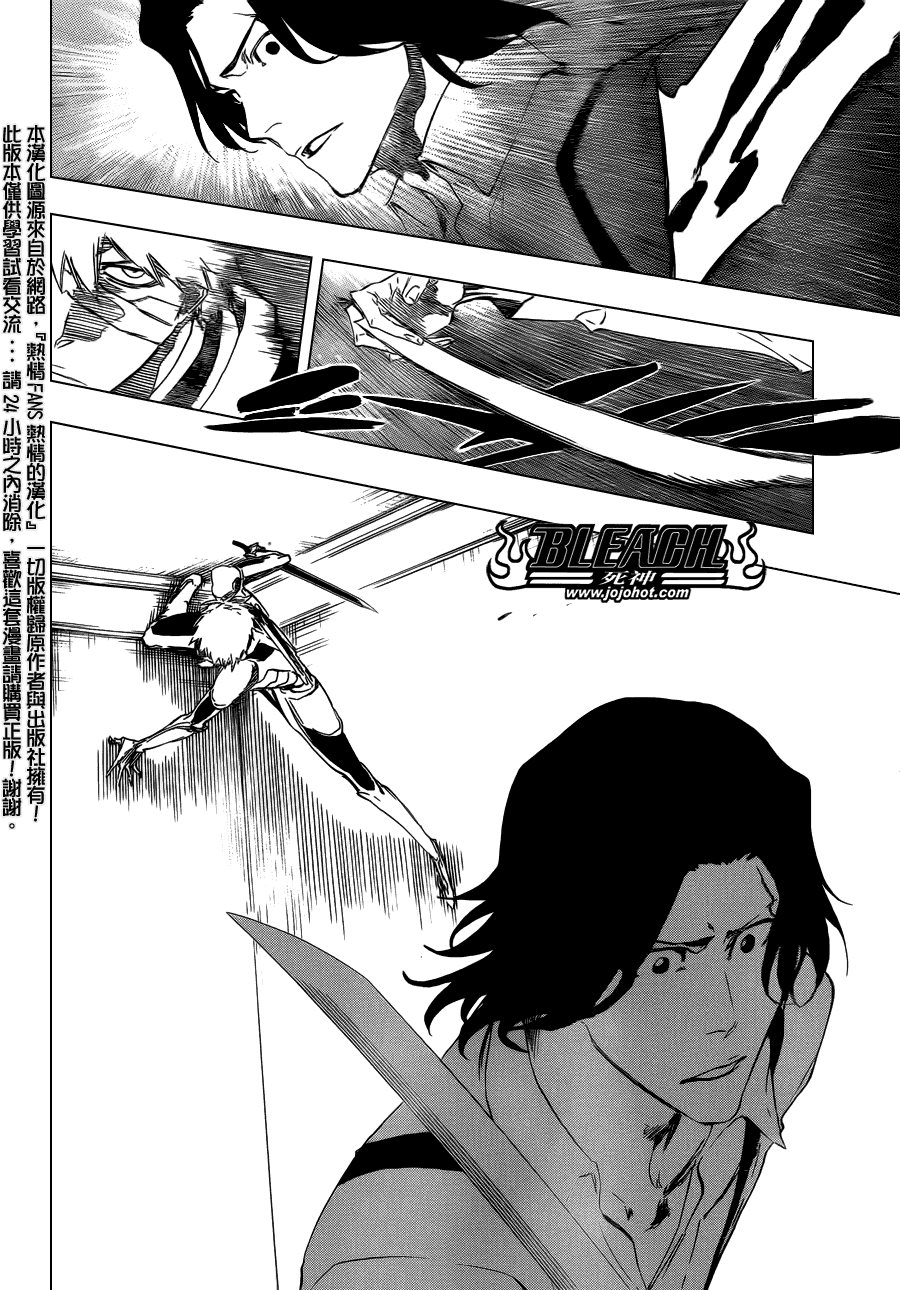 本漢化圖源來自於網路，『熱情FANS熱情的漢化』一切版權歸原作者與出版社擁有！
此版本僅供學習試看交流... 請24小時之內消除，喜歡這套漫畫請購買正版！謝謝。
BLEACH
死神
www.jojohot.com